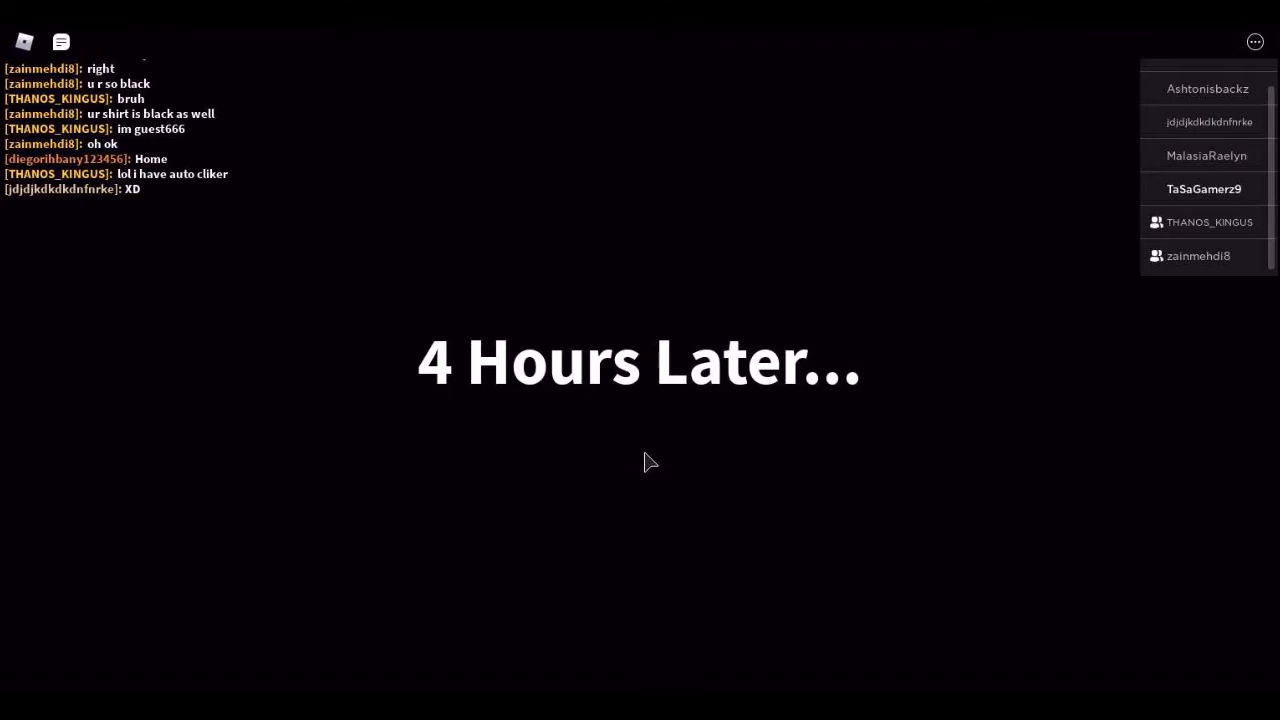 [zainmehdi8]: right
[zainmehdi8]: u r so black
[THANOS_KINGUS]: bruh
[zainmehdi8]: ur shirt is black as well
[THANOS_KINGUS]: im guest666
[zainmehdi8]: oh ok
[diegorihbany123456]: Home
[THANOS_KINGUS]: lol i have auto cliker
[jdjdjkdkdkdnfnrke]: XD
Ashtonisbackz
jdjdjkdkdkdnfnrke
MalasiaRaelyn
TaSaGamerz9
THANOS_KINGUS
zainmehdi8
4 Hours Later...